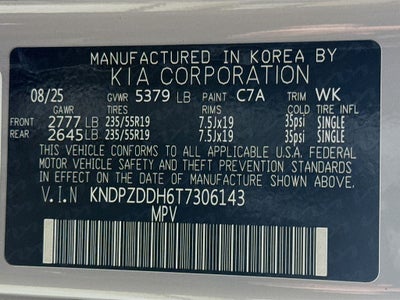 MANUFACTURED IN KOREA BY
KIA CORPORATION
08/25 GVWR 5379 LB PAINT C7A TRIM WK
GAWR TIRES RIMS COLD TIRE INFL
FRONT 2777 LB 235/55R19 7.5Jx19 35psi SINGLE
REAR 2645 LB 235/55R19 7.5Jx19 35psi SINGLE
THIS VEHICLE CONFORMS TO ALL APPLICABLE U.S.A. FEDERAL
MOTOR VEHICLE SAFETY, BUMPER, AND THEFT PREVENTION STANDARDS
IN EFFECT ON THE DATE OF MANUFACTURE SHOWN ABOVE.
V.I.N KNDPZDDH6T7306143
MPV